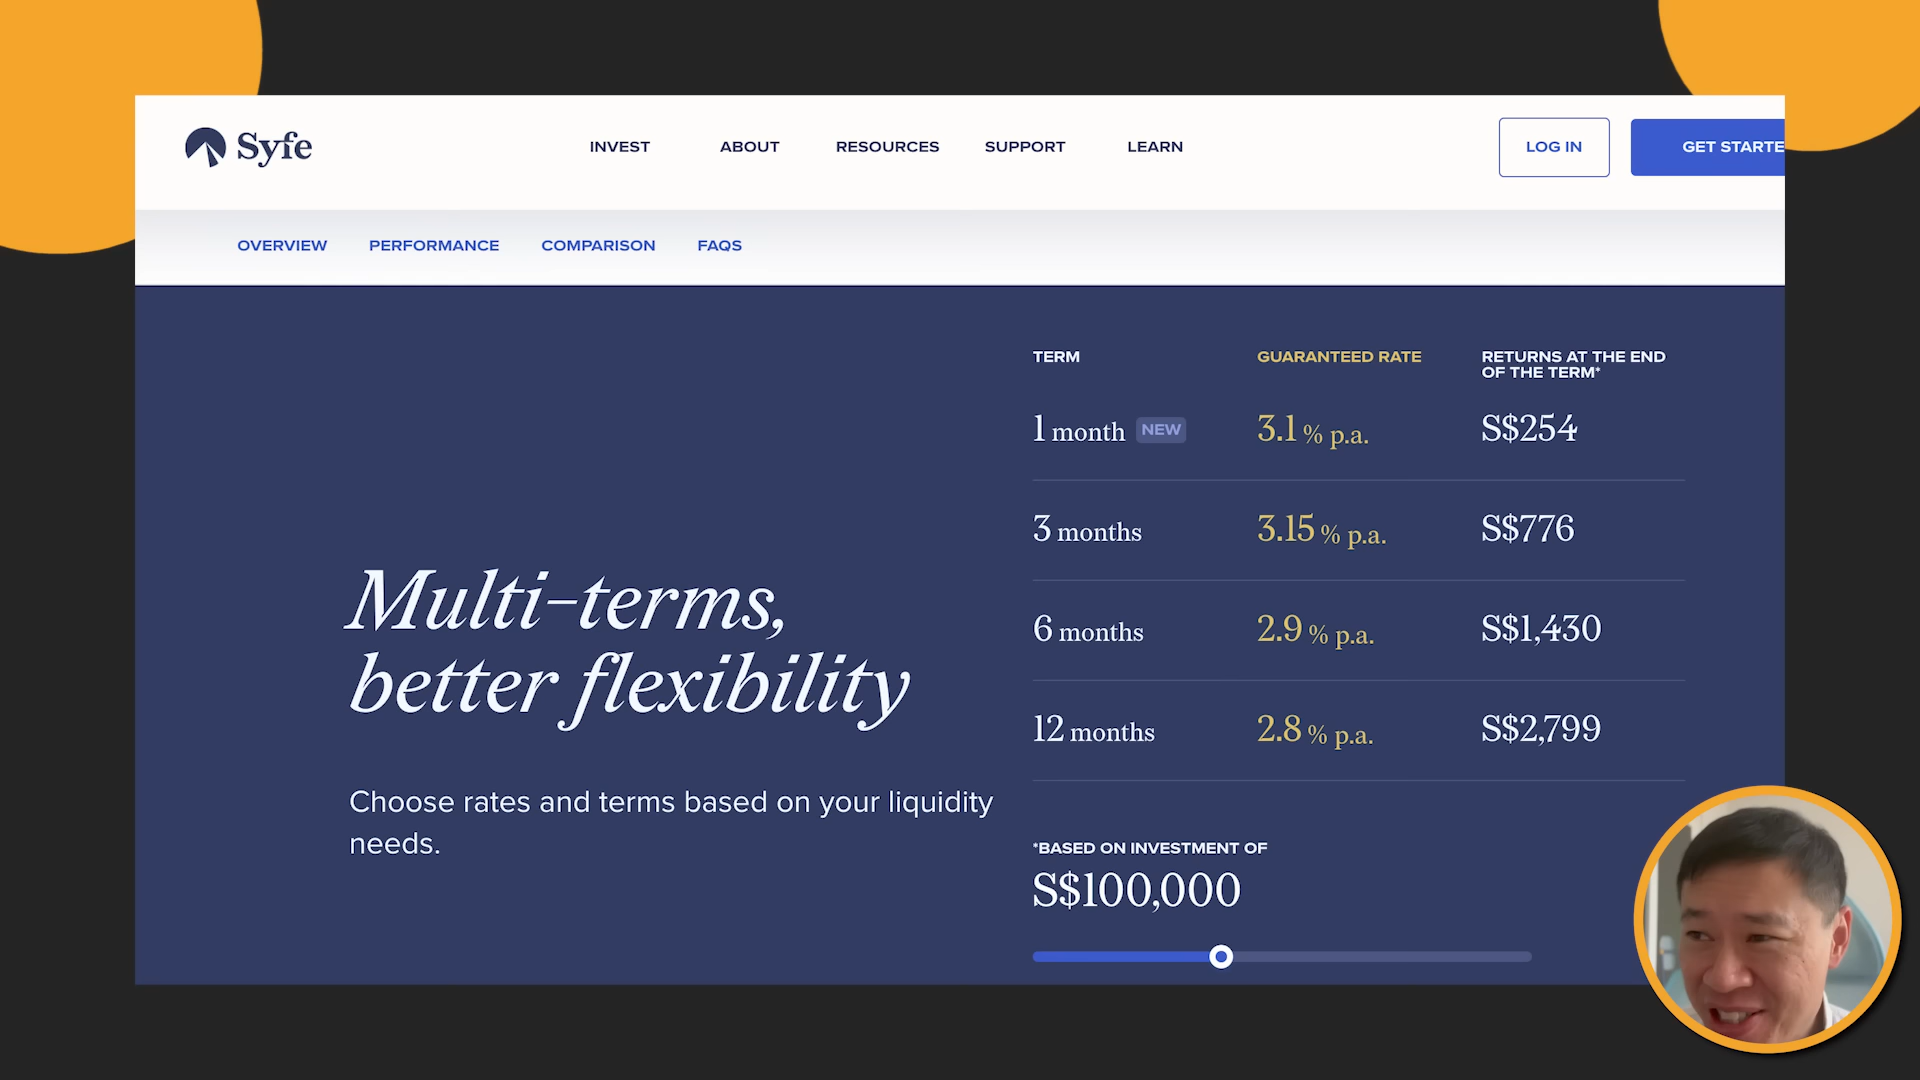 Syfe
INVEST
ABOUT
RESOURCES
SUPPORT
LEARN
LOG IN
GET STARTE
OVERVIEW
PERFORMANCE
COMPARISON
FAQS
Multi-terms,
better flexibility
Choose rates and terms based on your liquidity
needs.
TERM
GUARANTEED RATE
RETURNS AT THE END
OF THE TERM*
1 month NEW
3.1 % p.a.
S$254
3 months
3.15 % p.a.
S$776
6 months
2.9 % p.a.
S$1,430
12 months
2.8 % p.a.
S$2,799
*BASED ON INVESTMENT OF
S$100,000